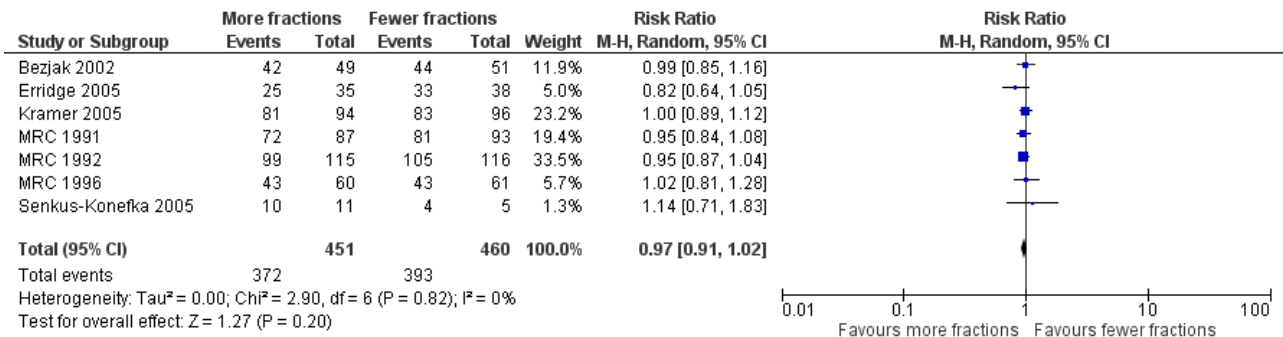 More fractions Fewer fractions Risk Ratio Risk Ratio
Study or Subgroup Events Total Events Total Weight M-H, Random, 95% CI M-H, Random, 95% CI
Bezjak 2002 42 49 44 51 11.9% 0.99 [0.85, 1.16]
Erridge 2005 25 35 33 38 5.0% 0.82 [0.64, 1.05]
Kramer 2005 81 94 83 96 23.2% 1.00 [0.89, 1.12]
MRC 1991 72 87 81 93 19.4% 0.95 [0.84, 1.08]
MRC 1992 99 115 105 116 33.5% 0.95 [0.87, 1.04]
MRC 1996 43 60 43 61 5.7% 1.02 [0.81, 1.28]
Senkus-Konefka 2005 10 11 4 5 1.3% 1.14 [0.71, 1.83]
Total (95% CI) 451 460 100.0% 0.97 [0.91, 1.02]
Total events 372 393
Heterogeneity: Tau² = 0.00; Chi² = 2.90, df = 6 (P = 0.82); I² = 0%
Test for overall effect: Z = 1.27 (P = 0.20)
0.01 0.1 1 10 100
Favours more fractions Favours fewer fractions